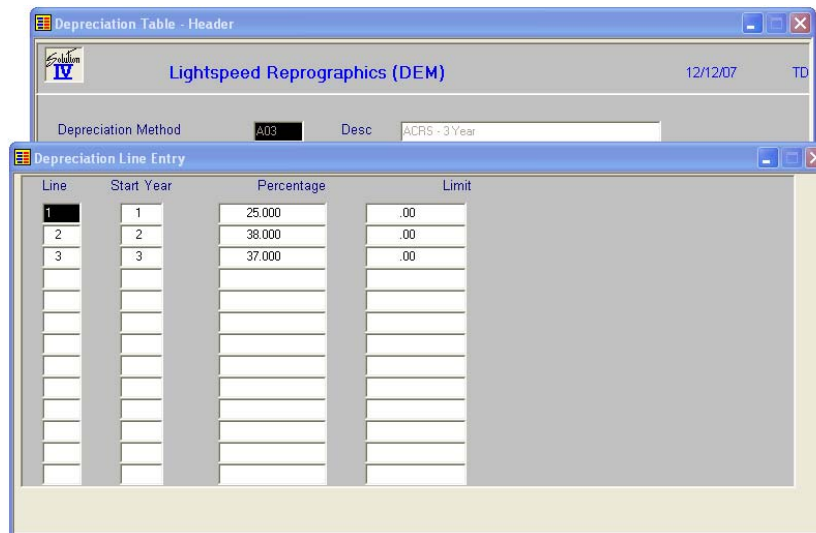 Depreciation Table - Header
Solution
IV
Lightspeed Reprographics (DEM)
12/12/07
TD
Depreciation Method
A03
Desc
ACRS - 3 Year
Depreciation Line Entry
Line Start Year Percentage Limit
1 1 25.000 .00
2 2 38.000 .00
3 3 37.000 .00